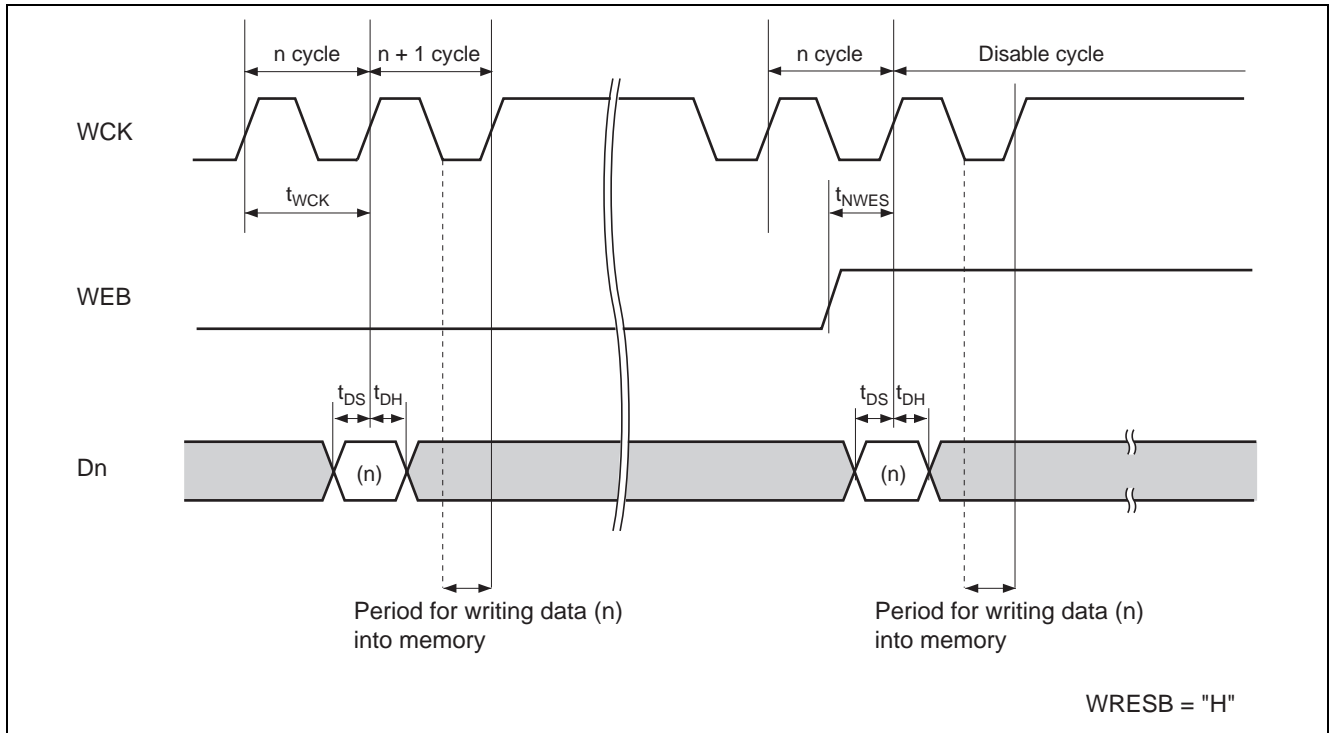 n cycle n + 1 cycle n cycle Disable cycle
WCK
tWCK tNWES
WEB
tDS tDH tDS tDH
Dn (n) (n)
Period for writing data (n) Period for writing data (n)
into memory into memory
WRESB = "H"